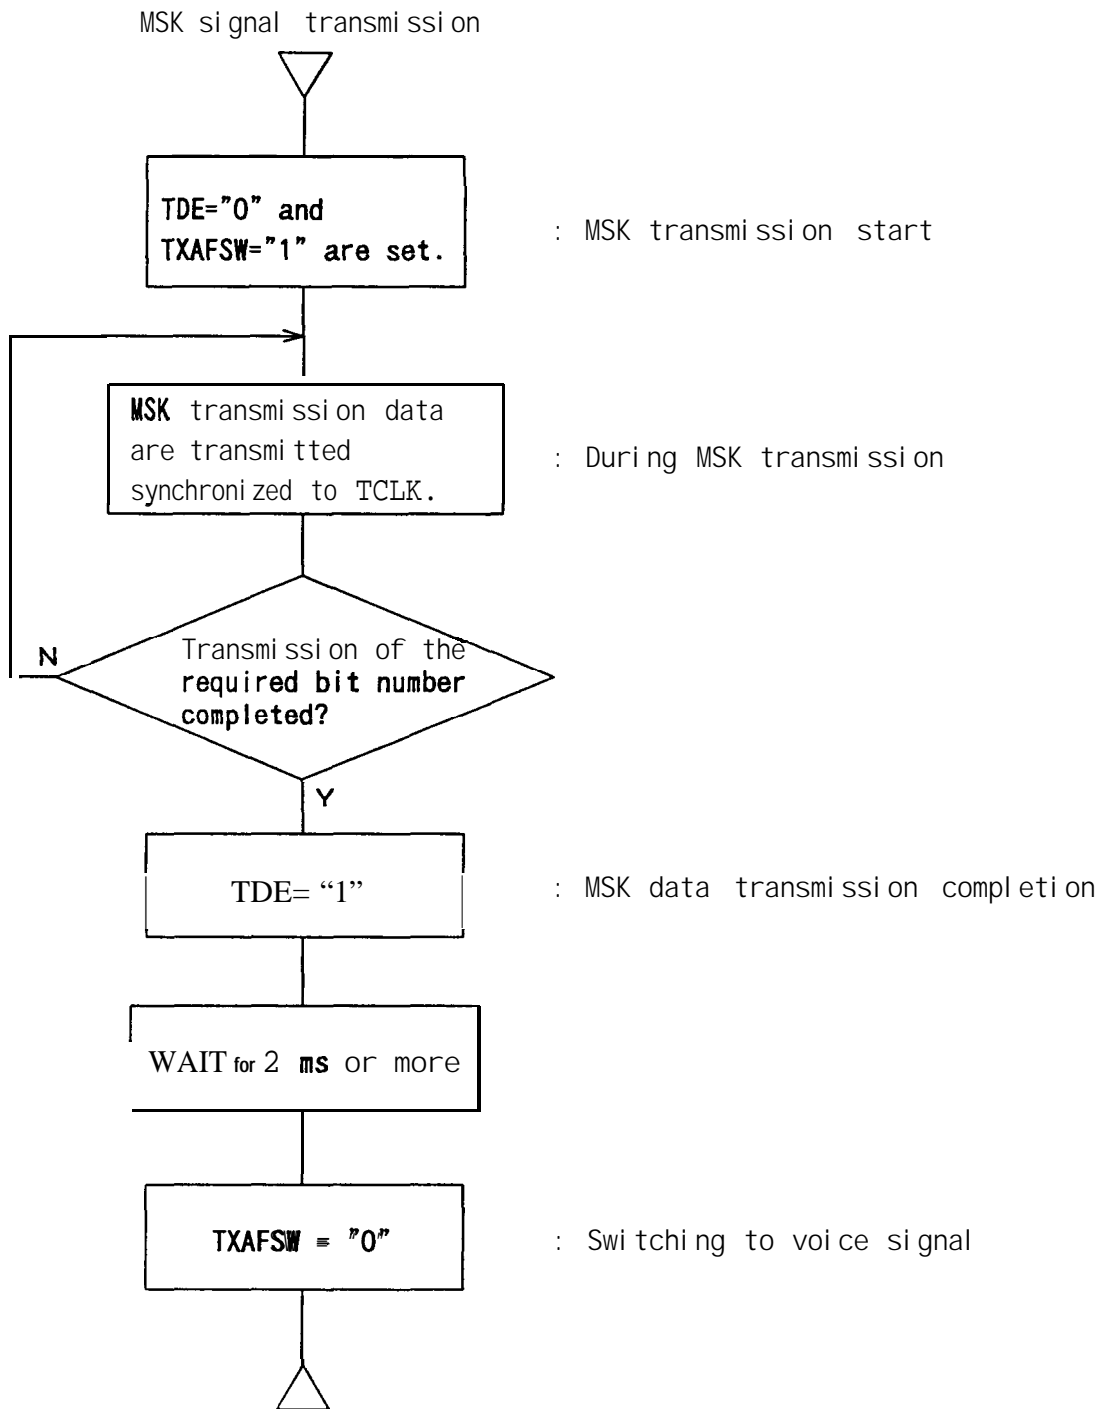 MSK signal transmission
TDE="0" and
TXAFSW="1" are set.
: MSK transmission start
MSK transmission data
are transmitted
synchronized to TCLK.
: During MSK transmission
N
Transmission of the
required bit number
completed?
Y
TDE= “1”
: MSK data transmission completion
WAIT for 2 ms or more
TXAFSW = "0"
: Switching to voice signal